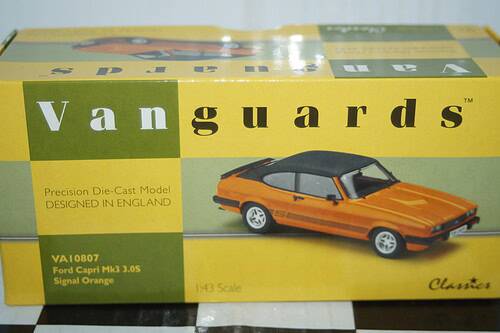 Vanguards
Vanguards™
Precision Die-Cast Model
DESIGNED IN ENGLAND
VA10807
Ford Capri Mk3 3.0S
Signal Orange
1:43 Scale
Classics